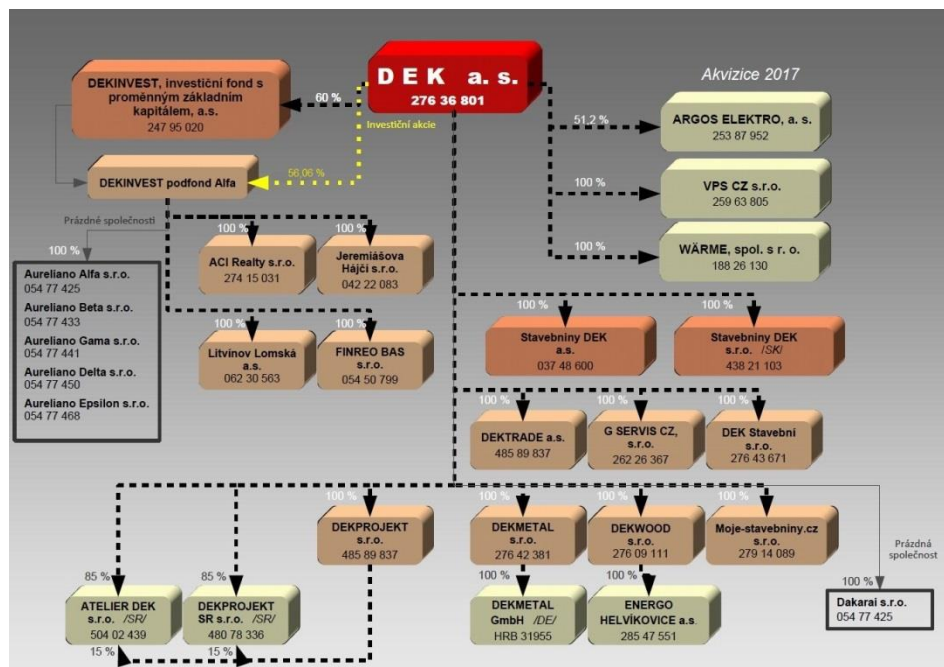 D E K a. s.
276 36 801
DEKINVEST, investiční fond s
proměnným základním
kapitálem, a.s.
247 95 020
60 %
Investiční akcie
56,06 %
DEKINVEST podfond Alfa
Akvizice 2017
51,2 %
ARGOS ELEKTRO, a. s.
253 87 952
100 %
VPS CZ s.r.o.
259 63 805
100 %
WÄRME, spol. s r. o.
188 26 130
Prázdné společnosti
100 %
Aureliano Alfa s.r.o.
054 77 425
Aureliano Beta s.r.o.
054 77 433
Aureliano Gama s.r.o.
054 77 441
Aureliano Delta s.r.o.
054 77 450
Aureliano Epsilon s.r.o.
054 77 468
100 %
ACI Realty s.r.o.
274 15 031
100 %
Jeremiášova
Hájčí s.r.o.
042 22 083
100 %
Litvínov Lomská
a.s.
062 30 563
100 %
FINREO BAS
s.r.o.
054 50 799
100 %
Stavebniny DEK
a.s.
037 48 600
100 %
Stavebniny DEK
s.r.o. /SK/
438 21 103
100 %
DEKTRADE a.s.
485 89 837
100 %
G SERVIS CZ,
s.r.o.
262 26 367
100 %
DEK Stavební
s.r.o.
276 43 671
100 %
DEKPROJEKT
s.r.o.
485 89 837
100 %
DEKMETAL
s.r.o.
276 42 381
100 %
DEKWOOD
s.r.o.
276 09 111
100 %
Moje-stavebniny.cz
s.r.o.
279 14 089
Prázdná
společnost
85 %
ATELIER DEK
s.r.o. /SR/
504 02 439
15 %
85 %
DEKPROJEKT
SR s.r.o. /SR/
480 78 336
15 %
100 %
DEKMETAL
GmbH /DE/
HRB 31955
100 %
ENERGO
HELVÍKOVICE a.s.
285 47 551
100 %
Dakarai s.r.o.
054 77 425